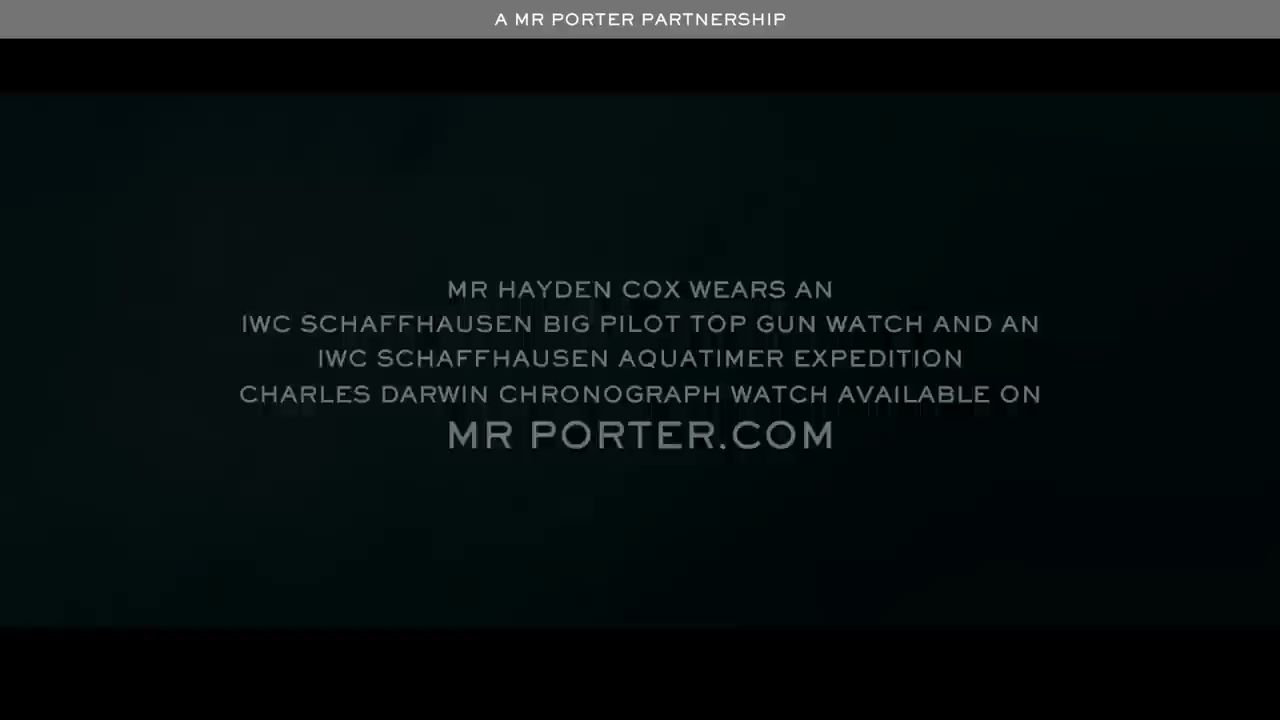 A MR PORTER PARTNERSHIP
MR HAYDEN COX WEARS AN
IWC SCHAFFHAUSEN BIG PILOT TOP GUN WATCH AND AN
IWC SCHAFFHAUSEN AQUATIMER EXPEDITION
CHARLES DARWIN CHRONOGRAPH WATCH AVAILABLE ON
MR PORTER.COM